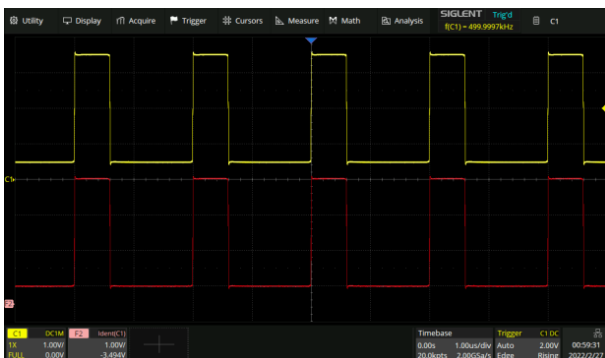 Utility Display Acquire Trigger Cursors Measure Math Analysis SIGLENT Trig'd C1
f(C1) = 499.9997kHz
C1
F2
C1 DC1M F2 Ident(C1) Timebase Trigger C1 DC
1X 1.00V/ 1.00V/ 0.00s 1.00us/div Auto 2.00V 00:59:31
FULL 0.00V -3.494V 20.0kpts 2.00GSa/s Edge Rising 2022/2/27